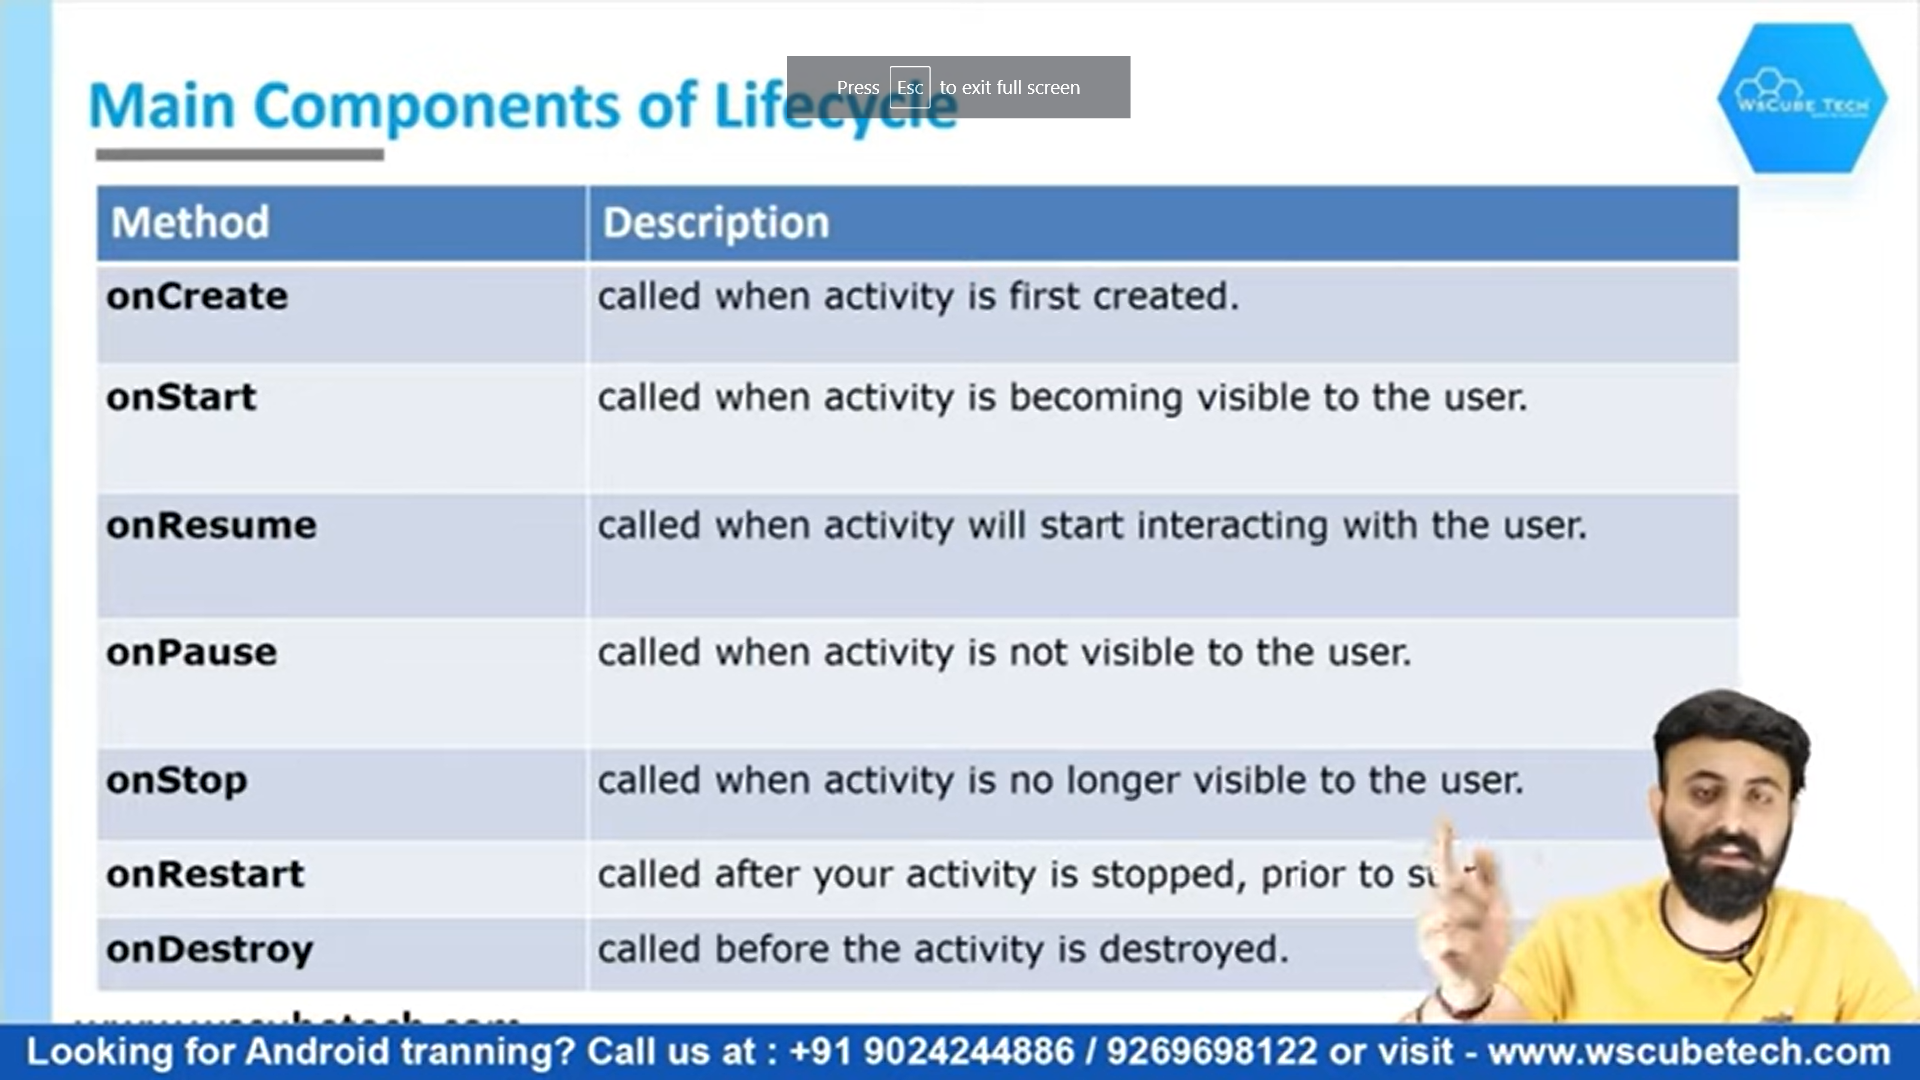 Main Components of Lifecycle
Press Esc to exit full screen
WSCUBE TECH
Method Description
onCreate called when activity is first created.
onStart called when activity is becoming visible to the user.
onResume called when activity will start interacting with the user.
onPause called when activity is not visible to the user.
onStop called when activity is no longer visible to the user.
onRestart called after your activity is stopped, prior to
onDestroy called before the activity is destroyed.
www.wscubetech.com
Looking for Android tranning? Call us at : +91 9024244886 / 9269698122 or visit - www.wscubetech.com